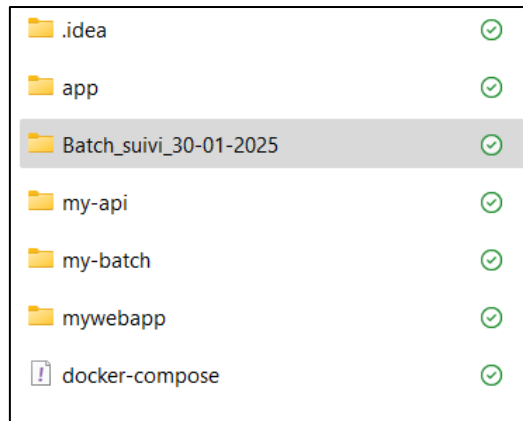 .idea
app
Batch_suivi_30-01-2025
my-api
my-batch
mywebapp
docker-compose